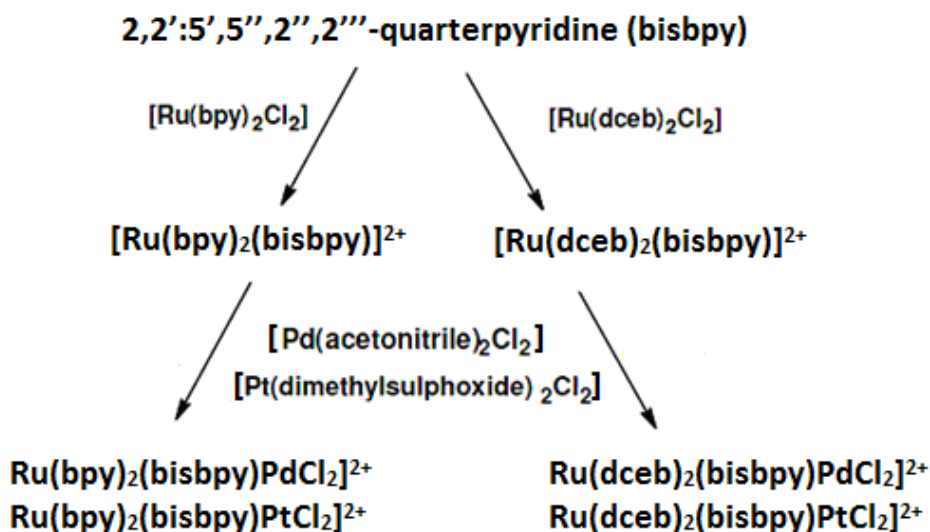 2,2’:5’,5’’,2’’,2’’’-quarterpyridine (bisbpy)
[Ru(bpy)₂Cl₂] [Ru(dceb)₂Cl₂]
[Ru(bpy)₂(bisbpy)]²⁺ [Ru(dceb)₂(bisbpy)]²⁺
[Pd(acetonitrile)₂Cl₂]
[Pt(dimethylsulphoxide) ₂Cl₂]
Ru(bpy)₂(bisbpy)PdCl₂]²⁺ Ru(dceb)₂(bisbpy)PdCl₂]²⁺
Ru(bpy)₂(bisbpy)PtCl₂]²⁺ Ru(dceb)₂(bisbpy)PtCl₂]²⁺